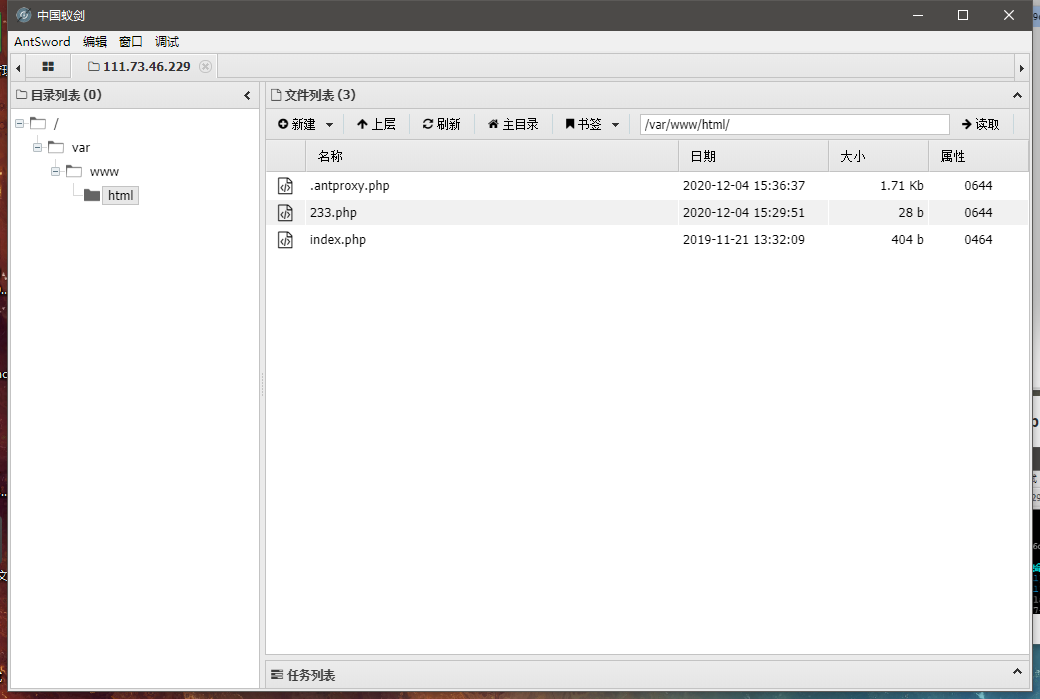 中国蚁剑
AntSword 编辑 窗口 调试
111.73.46.229
目录列表 (0)
/
var
www
html
文件列表 (3)
新建 上层 刷新 主目录 书签 /var/www/html/ 读取
名称 日期 大小 属性
.antproxy.php 2020-12-04 15:36:37 1.71 Kb 0644
233.php 2020-12-04 15:29:51 28 b 0644
index.php 2019-11-21 13:32:09 404 b 0464
任务列表